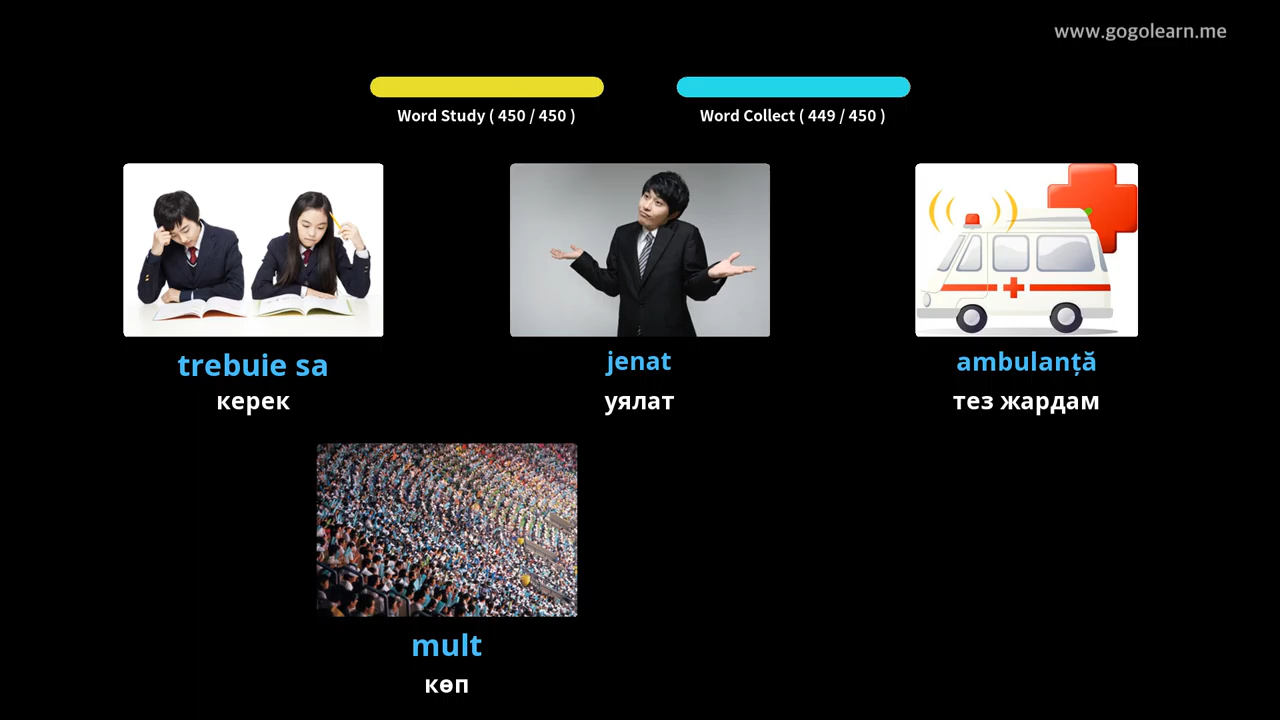 www.gogolearn.me
Word Study ( 450 / 450 )
Word Collect ( 449 / 450 )
trebuie sa
керек
jenat
уялат
ambulanță
тез жардам
mult
көп